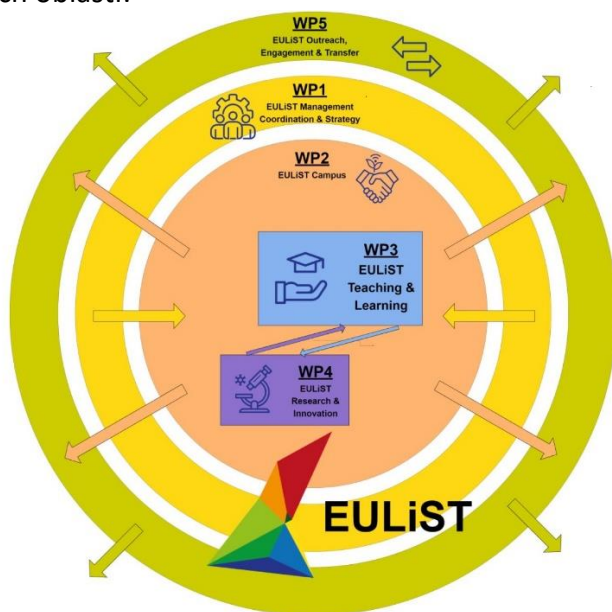 WP5
EULiST Outreach,
Engagement & Transfer
WP1
EULiST Management
Coordination & Strategy
WP2
EULiST Campus
WP3
EULiST
Teaching &
Learning
WP4
EULiST
Research &
Innovation
EULiST